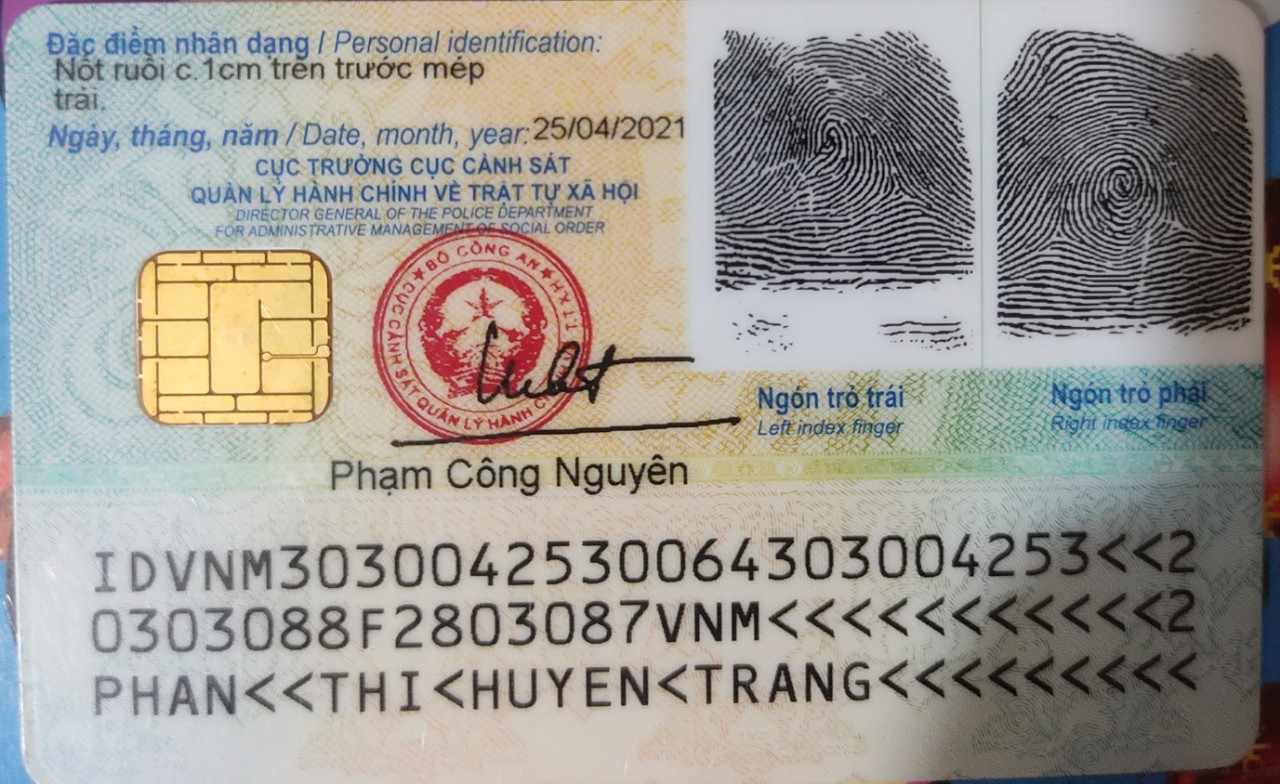 Đặc điểm nhân dạng / Personal identification:
Nốt ruồi c.1cm trên trước mép
trái.
Ngày, tháng, năm / Date, month, year: 25/04/2021
CỤC TRƯỞNG CỤC CẢNH SÁT
QUẢN LÝ HÀNH CHÍNH VỀ TRẬT TỰ XÃ HỘI
DIRECTOR GENERAL OF THE POLICE DEPARTMENT
FOR ADMINISTRATIVE MANAGEMENT OF SOCIAL ORDER
BỘ CÔNG AN
CỤC CẢNH SÁT QUẢN LÝ HÀNH
Phạm Công Nguyên
Ngón trỏ trái
Left index finger
Ngón trỏ phải
Right index finger
IDVNM3030042530064303004253<<2
0303088F2803087VNM<<<<<<<<<<<2
PHAN<<THI<HUYEN<TRANG<<<<<<<<<